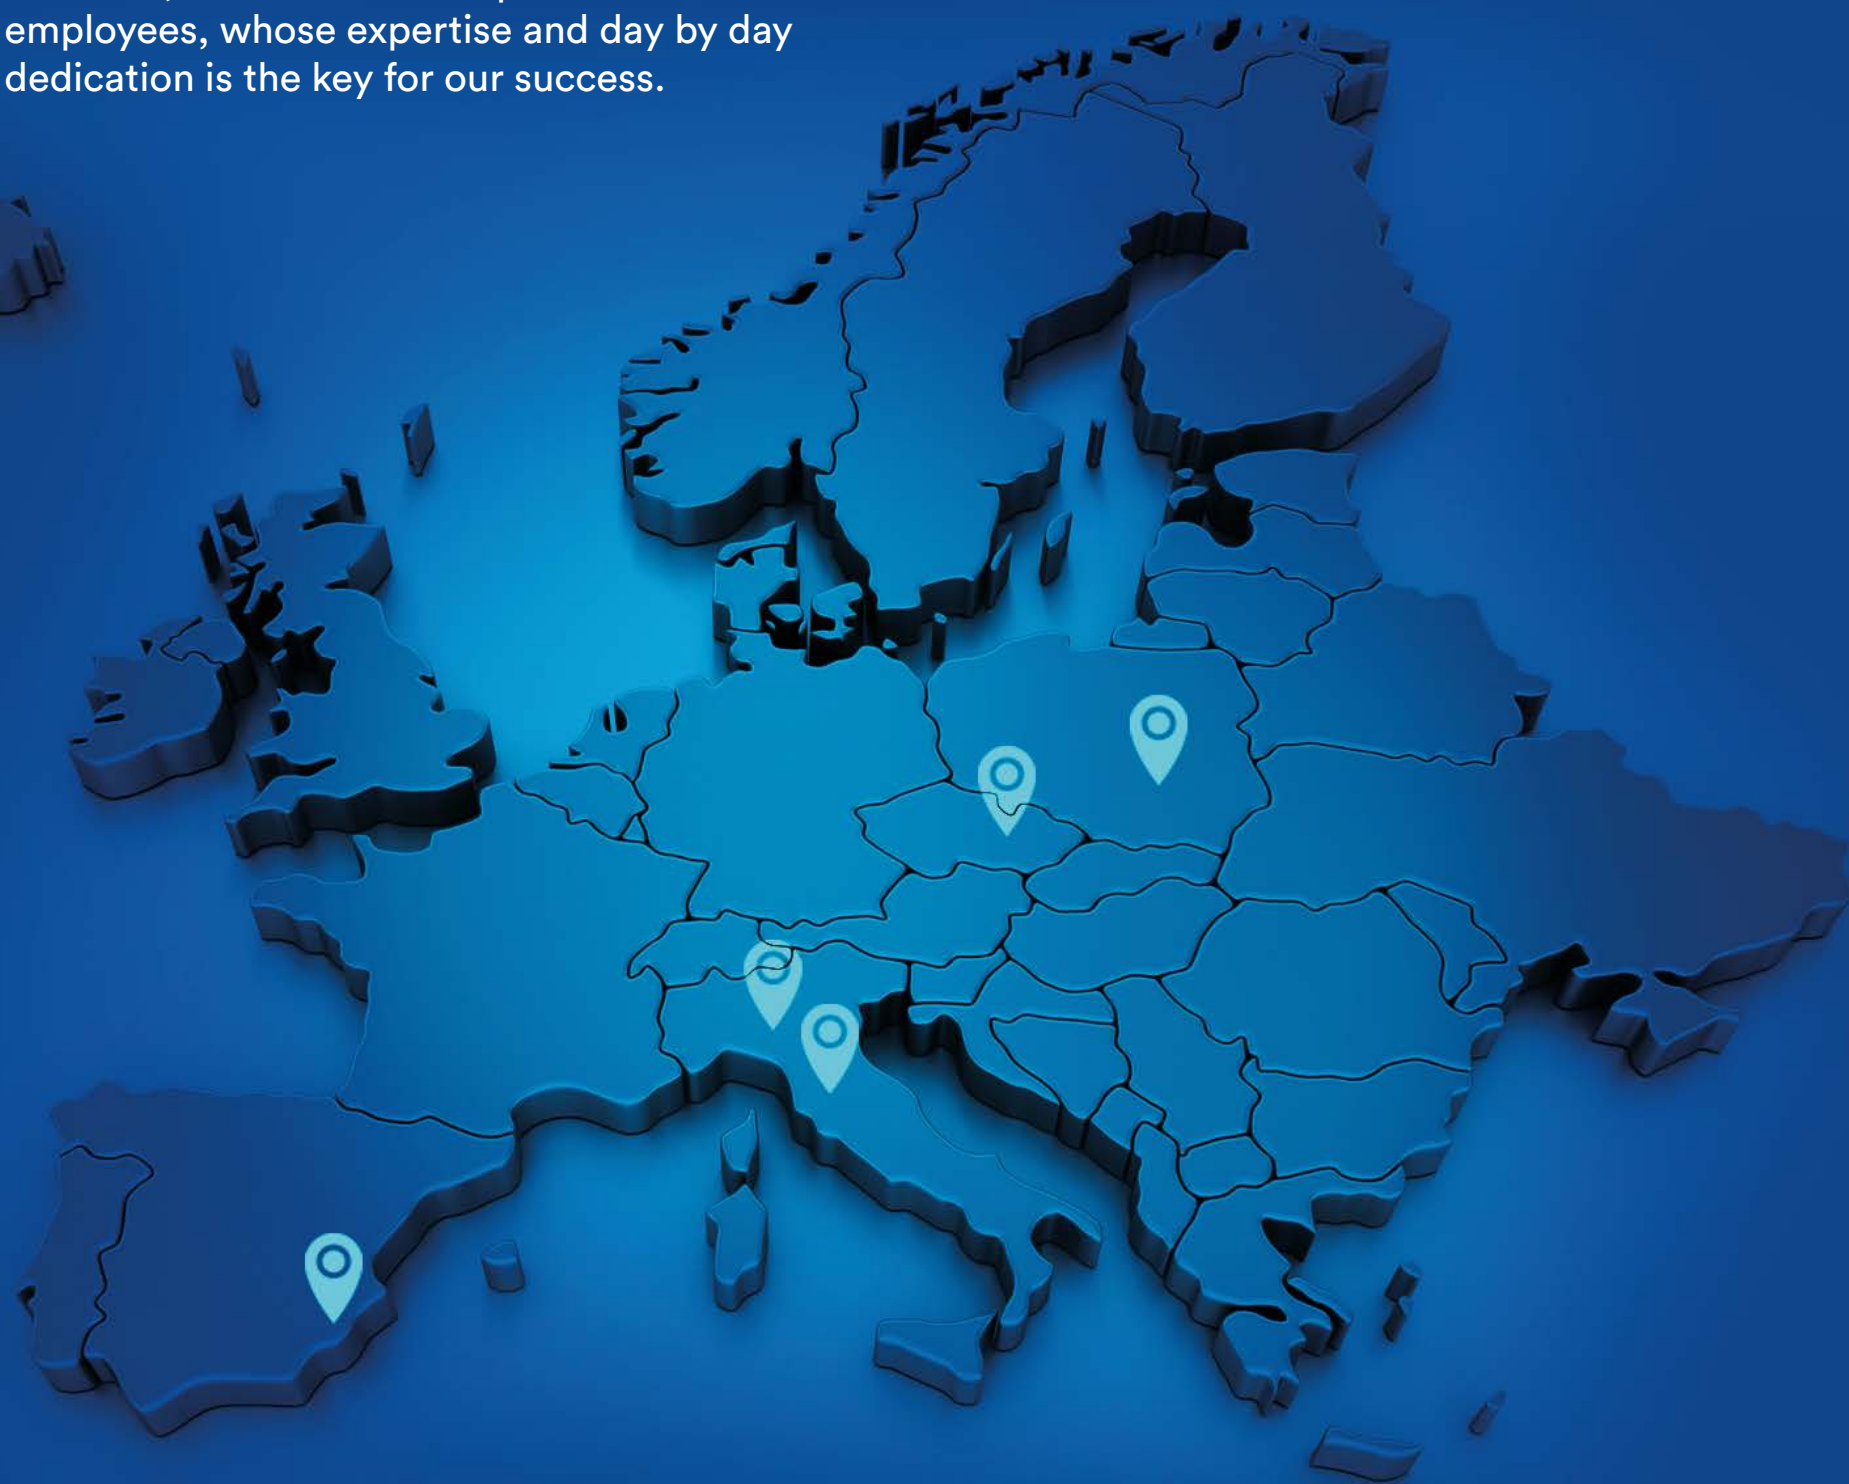 employees, whose expertise and day by day
dedication is the key for our success.